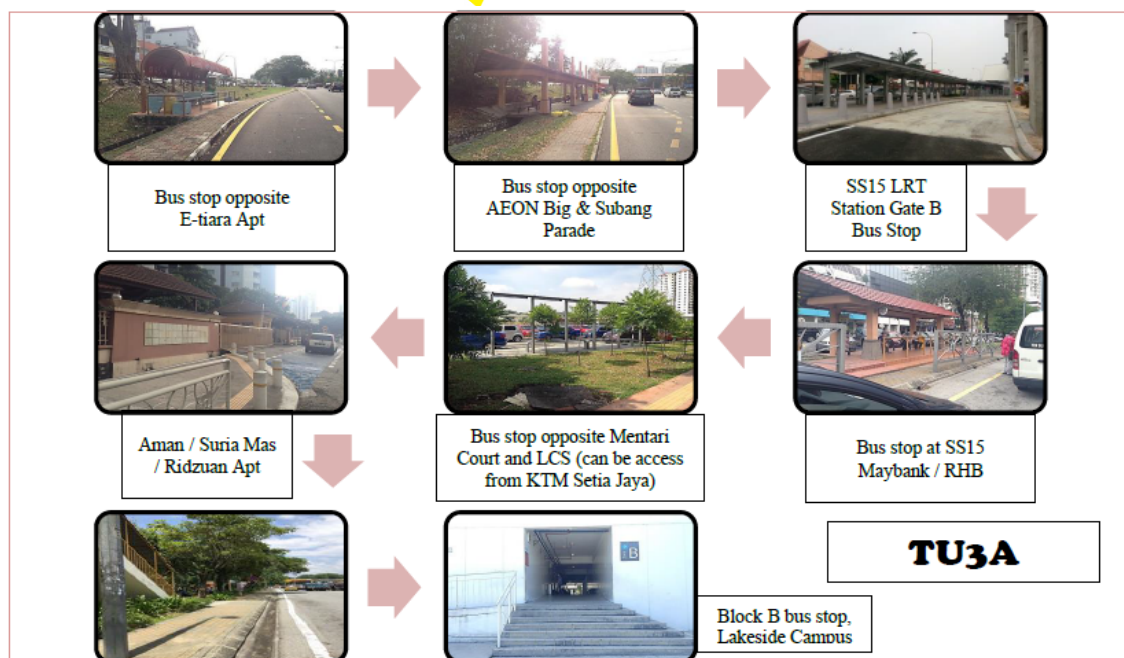 Bus stop opposite
E-tiara Apt
Bus stop opposite
AEON Big & Subang
Parade
SS15 LRT
Station Gate B
Bus Stop
Aman / Suria Mas
/ Ridzuan Apt
Bus stop opposite Mentari
Court and LCS (can be access
from KTM Setia Jaya)
Bus stop at SS15
Maybank / RHB
TU3A
B
Block B bus stop,
Lakeside Campus